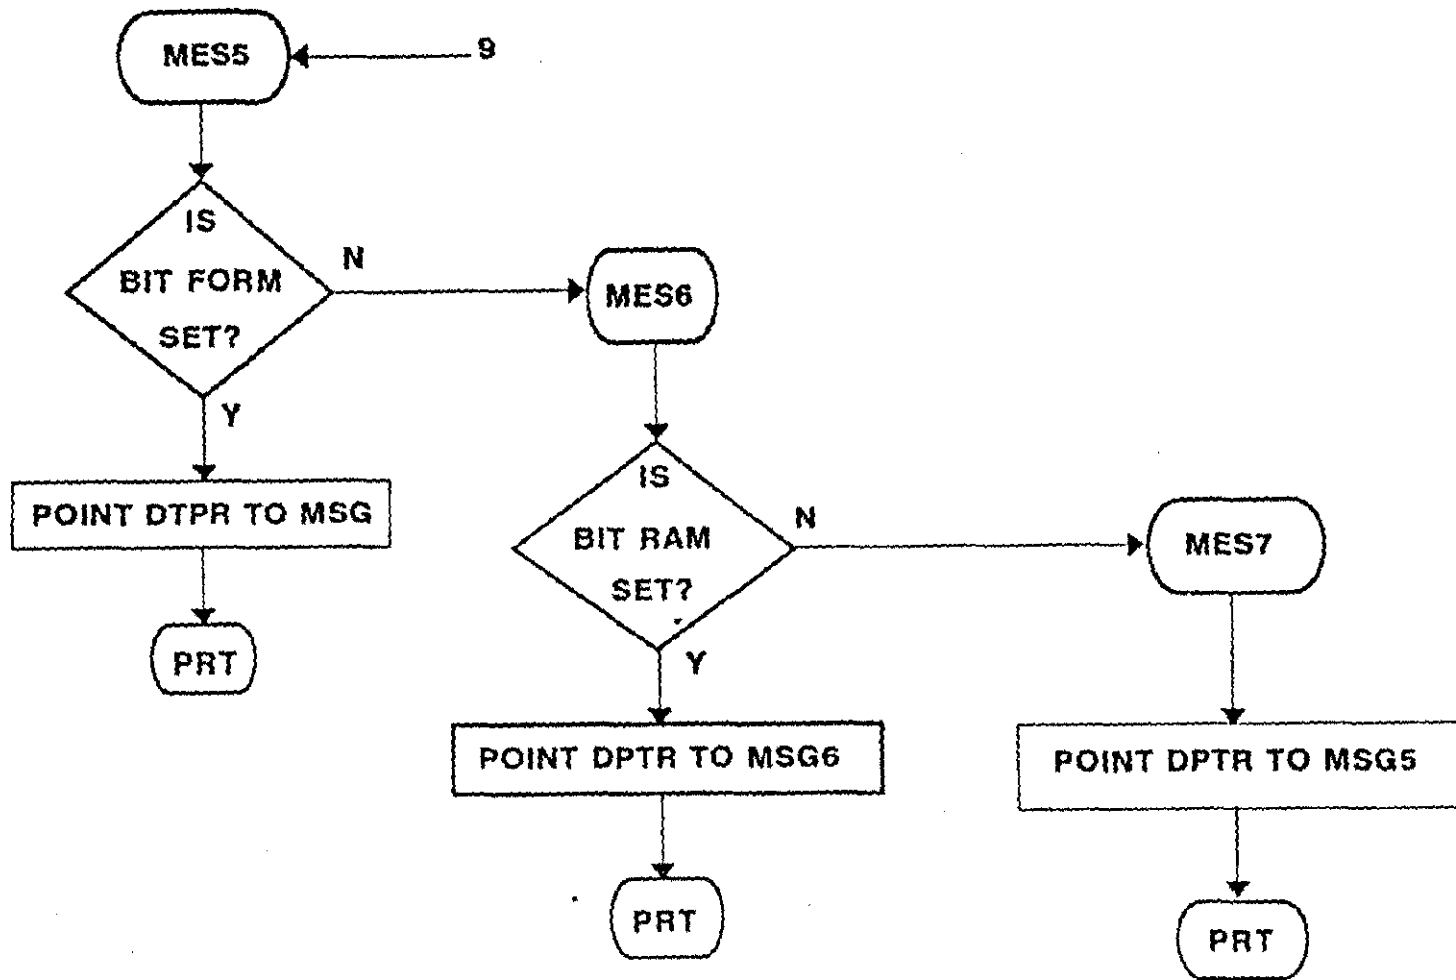 MES5
9
IS
BIT FORM
SET?
N
Y
POINT DTPR TO MSG
PRT
MES6
IS
BIT RAM
SET?
N
Y
POINT DPTR TO MSG6
PRT
MES7
POINT DPTR TO MSG5
PRT